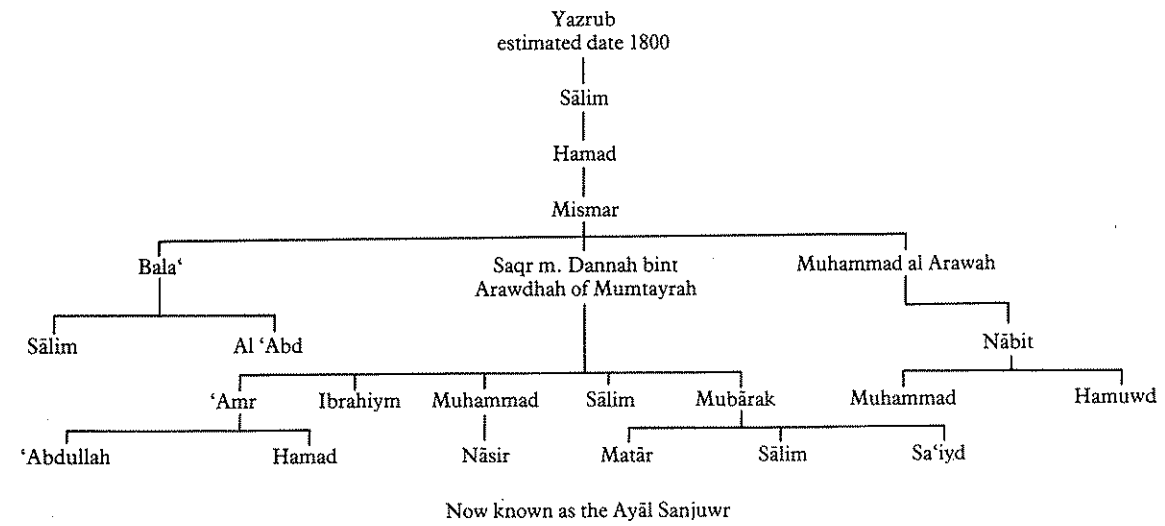 Yazrub
estimated date 1800
Sālim
Hamad
Mismar
Bala‘
Saqr m. Dannah bint
Arawdhah of Mumtayrah
Muhammad al Arawah
Sālim
Al ‘Abd
Nābit
‘Amr
Ibrahiym
Muhammad
Sālim
Mubārak
Muhammad
Hamuwd
‘Abdullah
Hamad
Nāsir
Matār
Sālim
Sa‘iyd
Now known as the Ayāl Sanjuwr